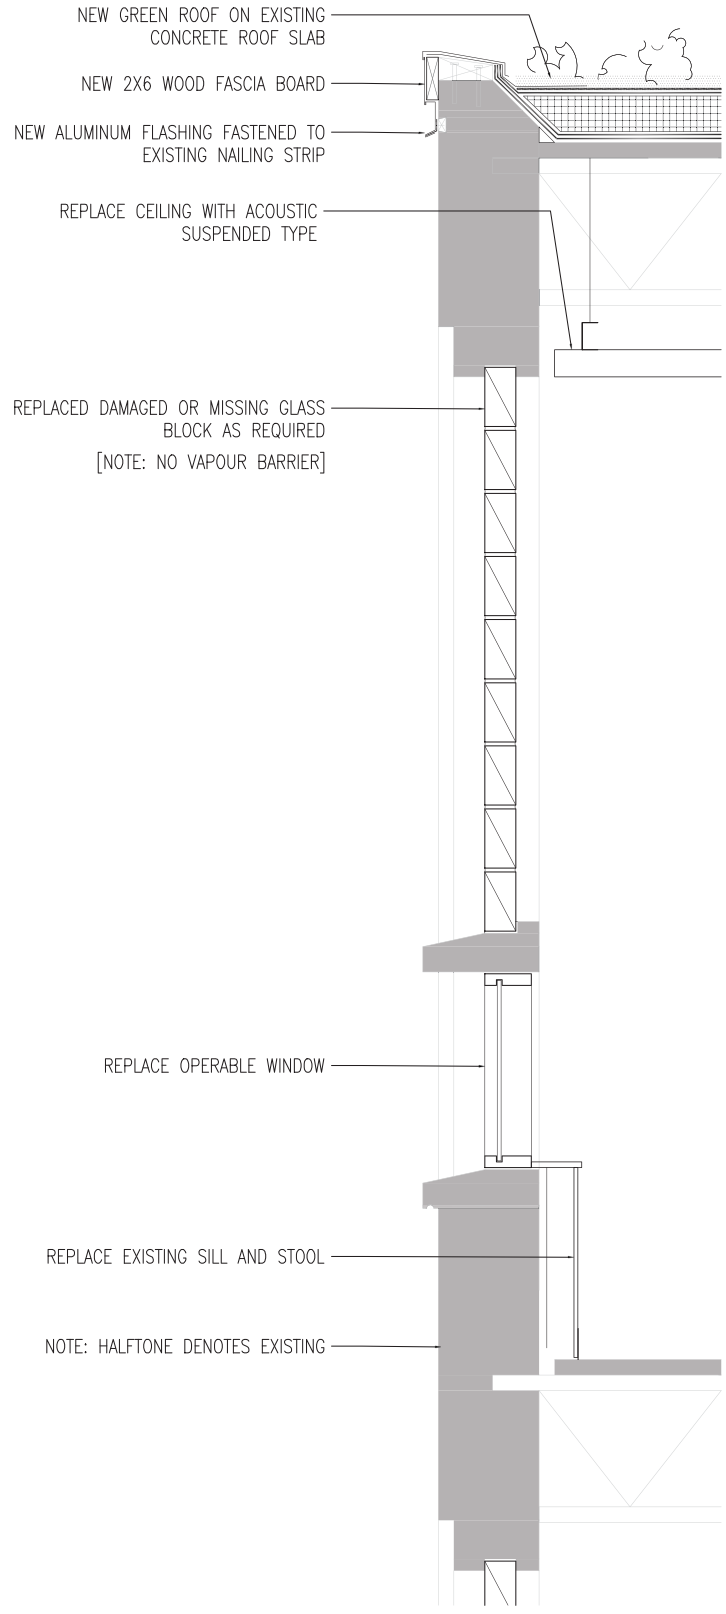 NEW GREEN ROOF ON EXISTING
CONCRETE ROOF SLAB
NEW 2X6 WOOD FASCIA BOARD
NEW ALUMINUM FLASHING FASTENED TO
EXISTING NAILING STRIP
REPLACE CEILING WITH ACOUSTIC
SUSPENDED TYPE
REPLACED DAMAGED OR MISSING GLASS
BLOCK AS REQUIRED
[NOTE: NO VAPOUR BARRIER]
REPLACE OPERABLE WINDOW
REPLACE EXISTING SILL AND STOOL
NOTE: HALFTONE DENOTES EXISTING